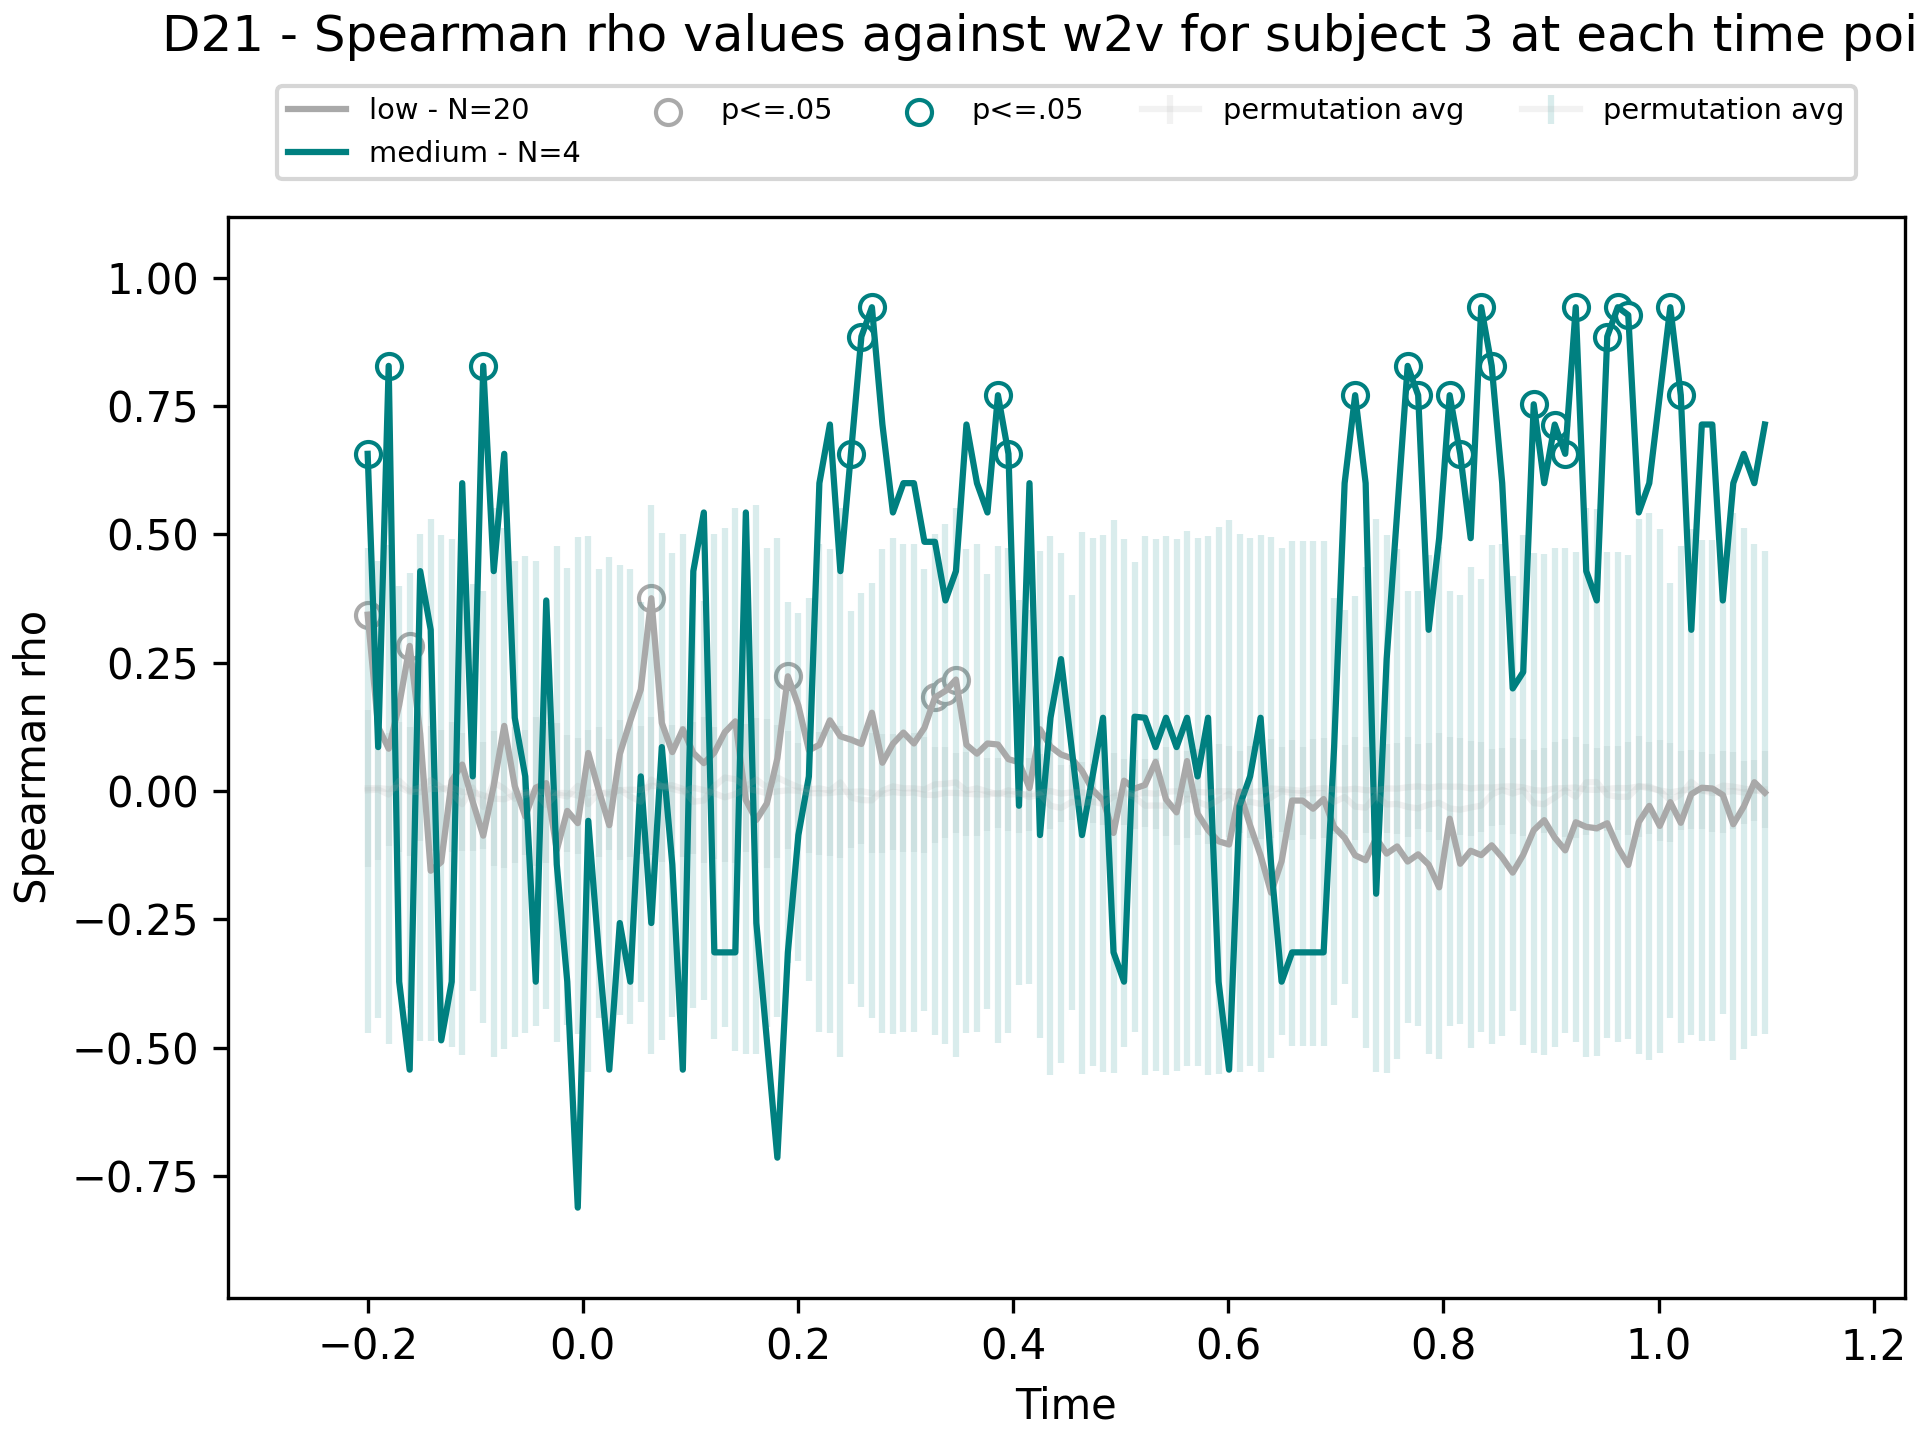 D21 - Spearman rho values against w2v for subject 3 at each time poi
low - N=20
medium - N=4
p<=.05
p<=.05
permutation avg
permutation avg
Spearman rho
1.00
0.75
0.50
0.25
0.00
−0.25
−0.50
−0.75
−0.2
0.0
0.2
0.4
0.6
0.8
1.0
1.2
Time